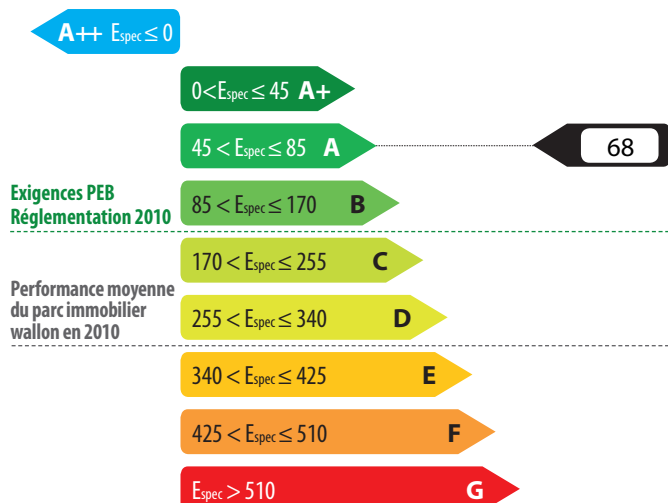 A++ Espec ≤ 0
0<Espec ≤ 45 A+
45 < Espec ≤ 85 A
68
Exigences PEB
Réglementation 2010
85 < Espec ≤ 170 B
170 < Espec ≤ 255 C
Performance moyenne
du parc immobilier
wallon en 2010
255 < Espec ≤ 340 D
340 < Espec ≤ 425 E
425 < Espec ≤ 510 F
Espec > 510 G